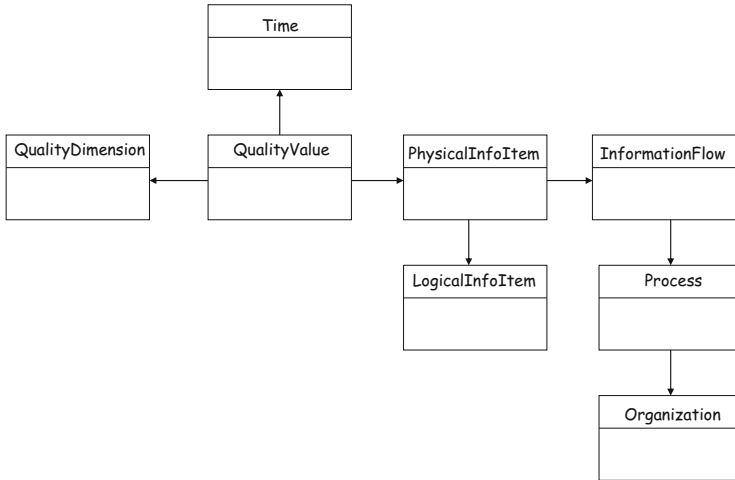 Time
QualityDimension
QualityValue
PhysicalInfoItem
InformationFlow
LogicalInfoItem
Process
Organization